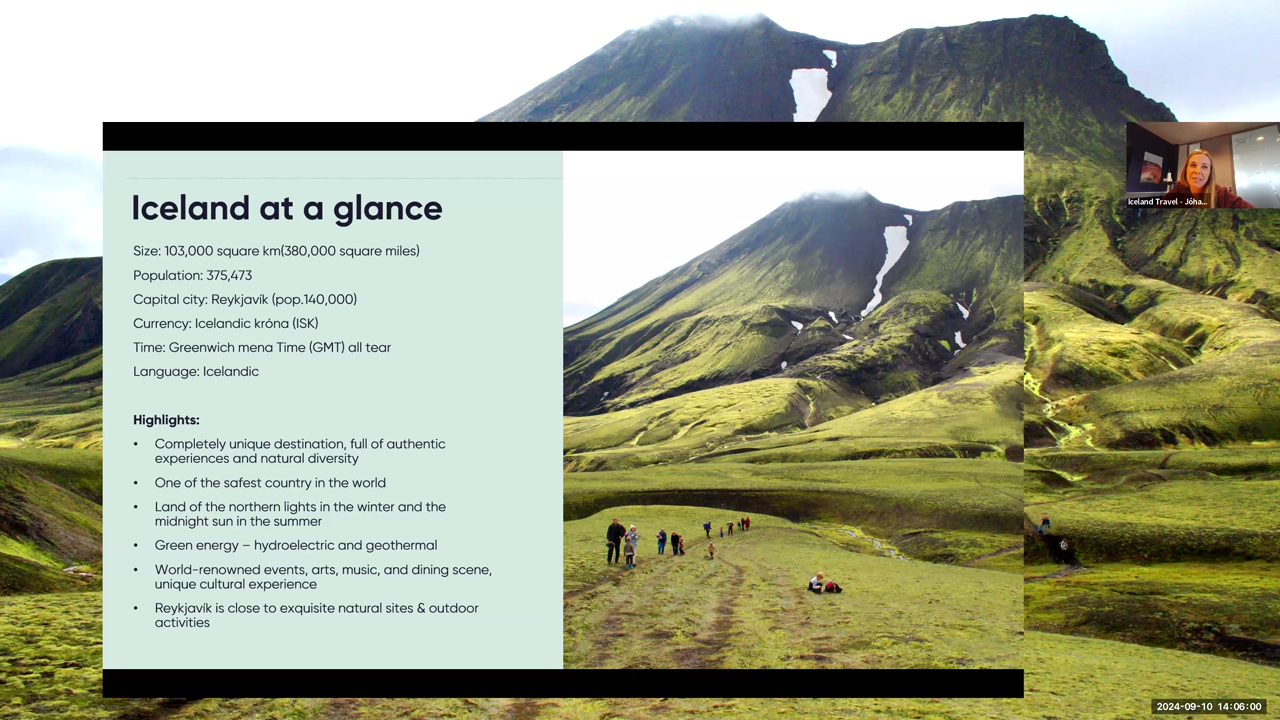 Iceland at a glance
Size: 103,000 square km(380,000 square miles)
Population: 375,473
Capital city: Reykjavík (pop.140,000)
Currency: Icelandic króna (ISK)
Time: Greenwich mena Time (GMT) all tear
Language: Icelandic
Highlights:
• Completely unique destination, full of authentic
experiences and natural diversity
• One of the safest country in the world
• Land of the northern lights in the winter and the
midnight sun in the summer
• Green energy – hydroelectric and geothermal
• World-renowned events, arts, music, and dining scene,
unique cultural experience
• Reykjavík is close to exquisite natural sites & outdoor
activities
Iceland Travel - Jóha...
2024-09-10 14:06:00